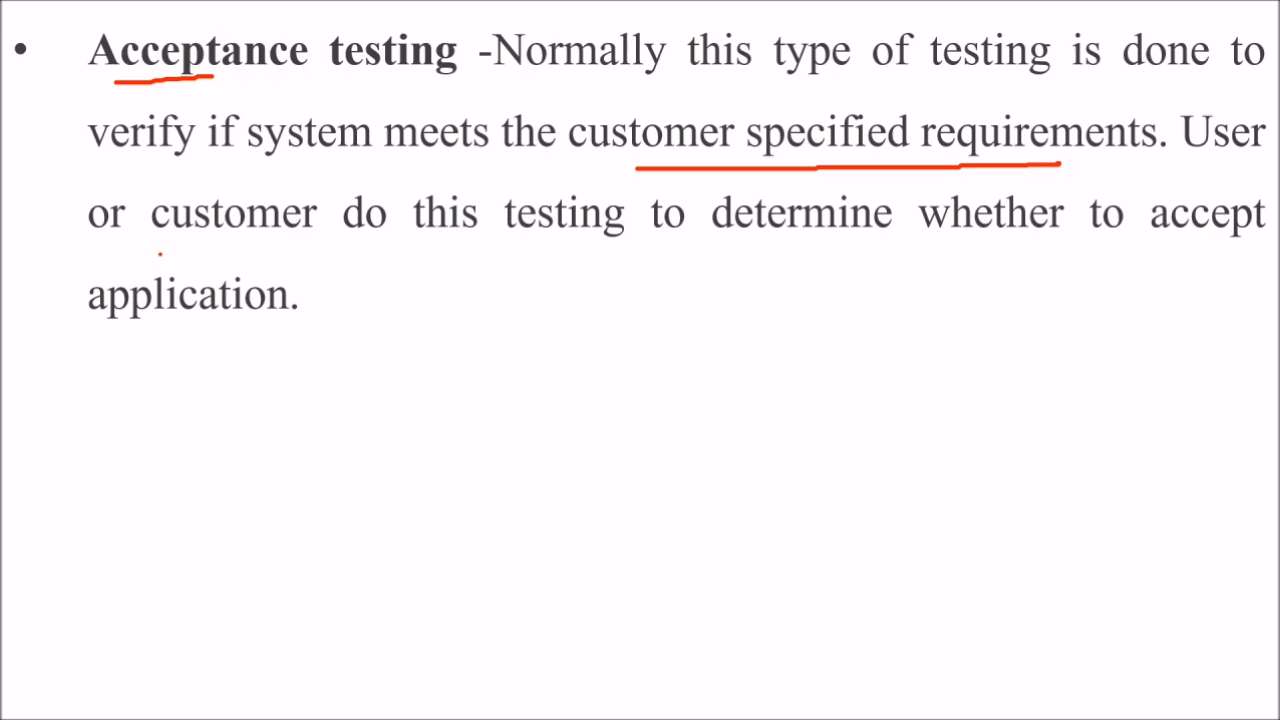 • Acceptance testing -Normally this type of testing is done to
verify if system meets the customer specified requirements. User
or customer do this testing to determine whether to accept
application.